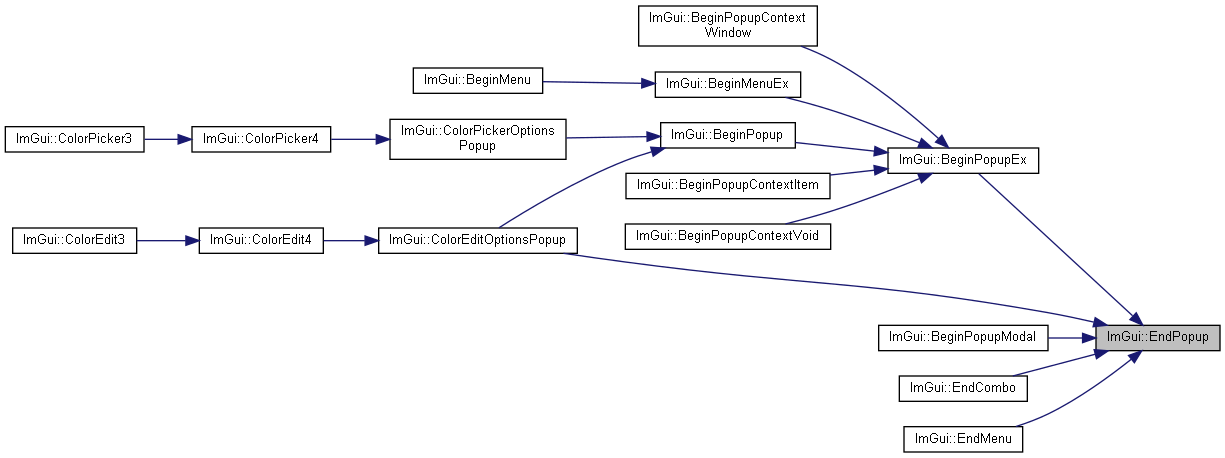 ImGui::BeginPopupContext
Window
ImGui::BeginMenu
ImGui::BeginMenuEx
ImGui::ColorPicker3
ImGui::ColorPicker4
ImGui::ColorPickerOptions
Popup
ImGui::BeginPopup
ImGui::BeginPopupEx
ImGui::BeginPopupContextItem
ImGui::BeginPopupContextVoid
ImGui::ColorEdit3
ImGui::ColorEdit4
ImGui::ColorEditOptionsPopup
ImGui::BeginPopupModal
ImGui::EndPopup
ImGui::EndCombo
ImGui::EndMenu